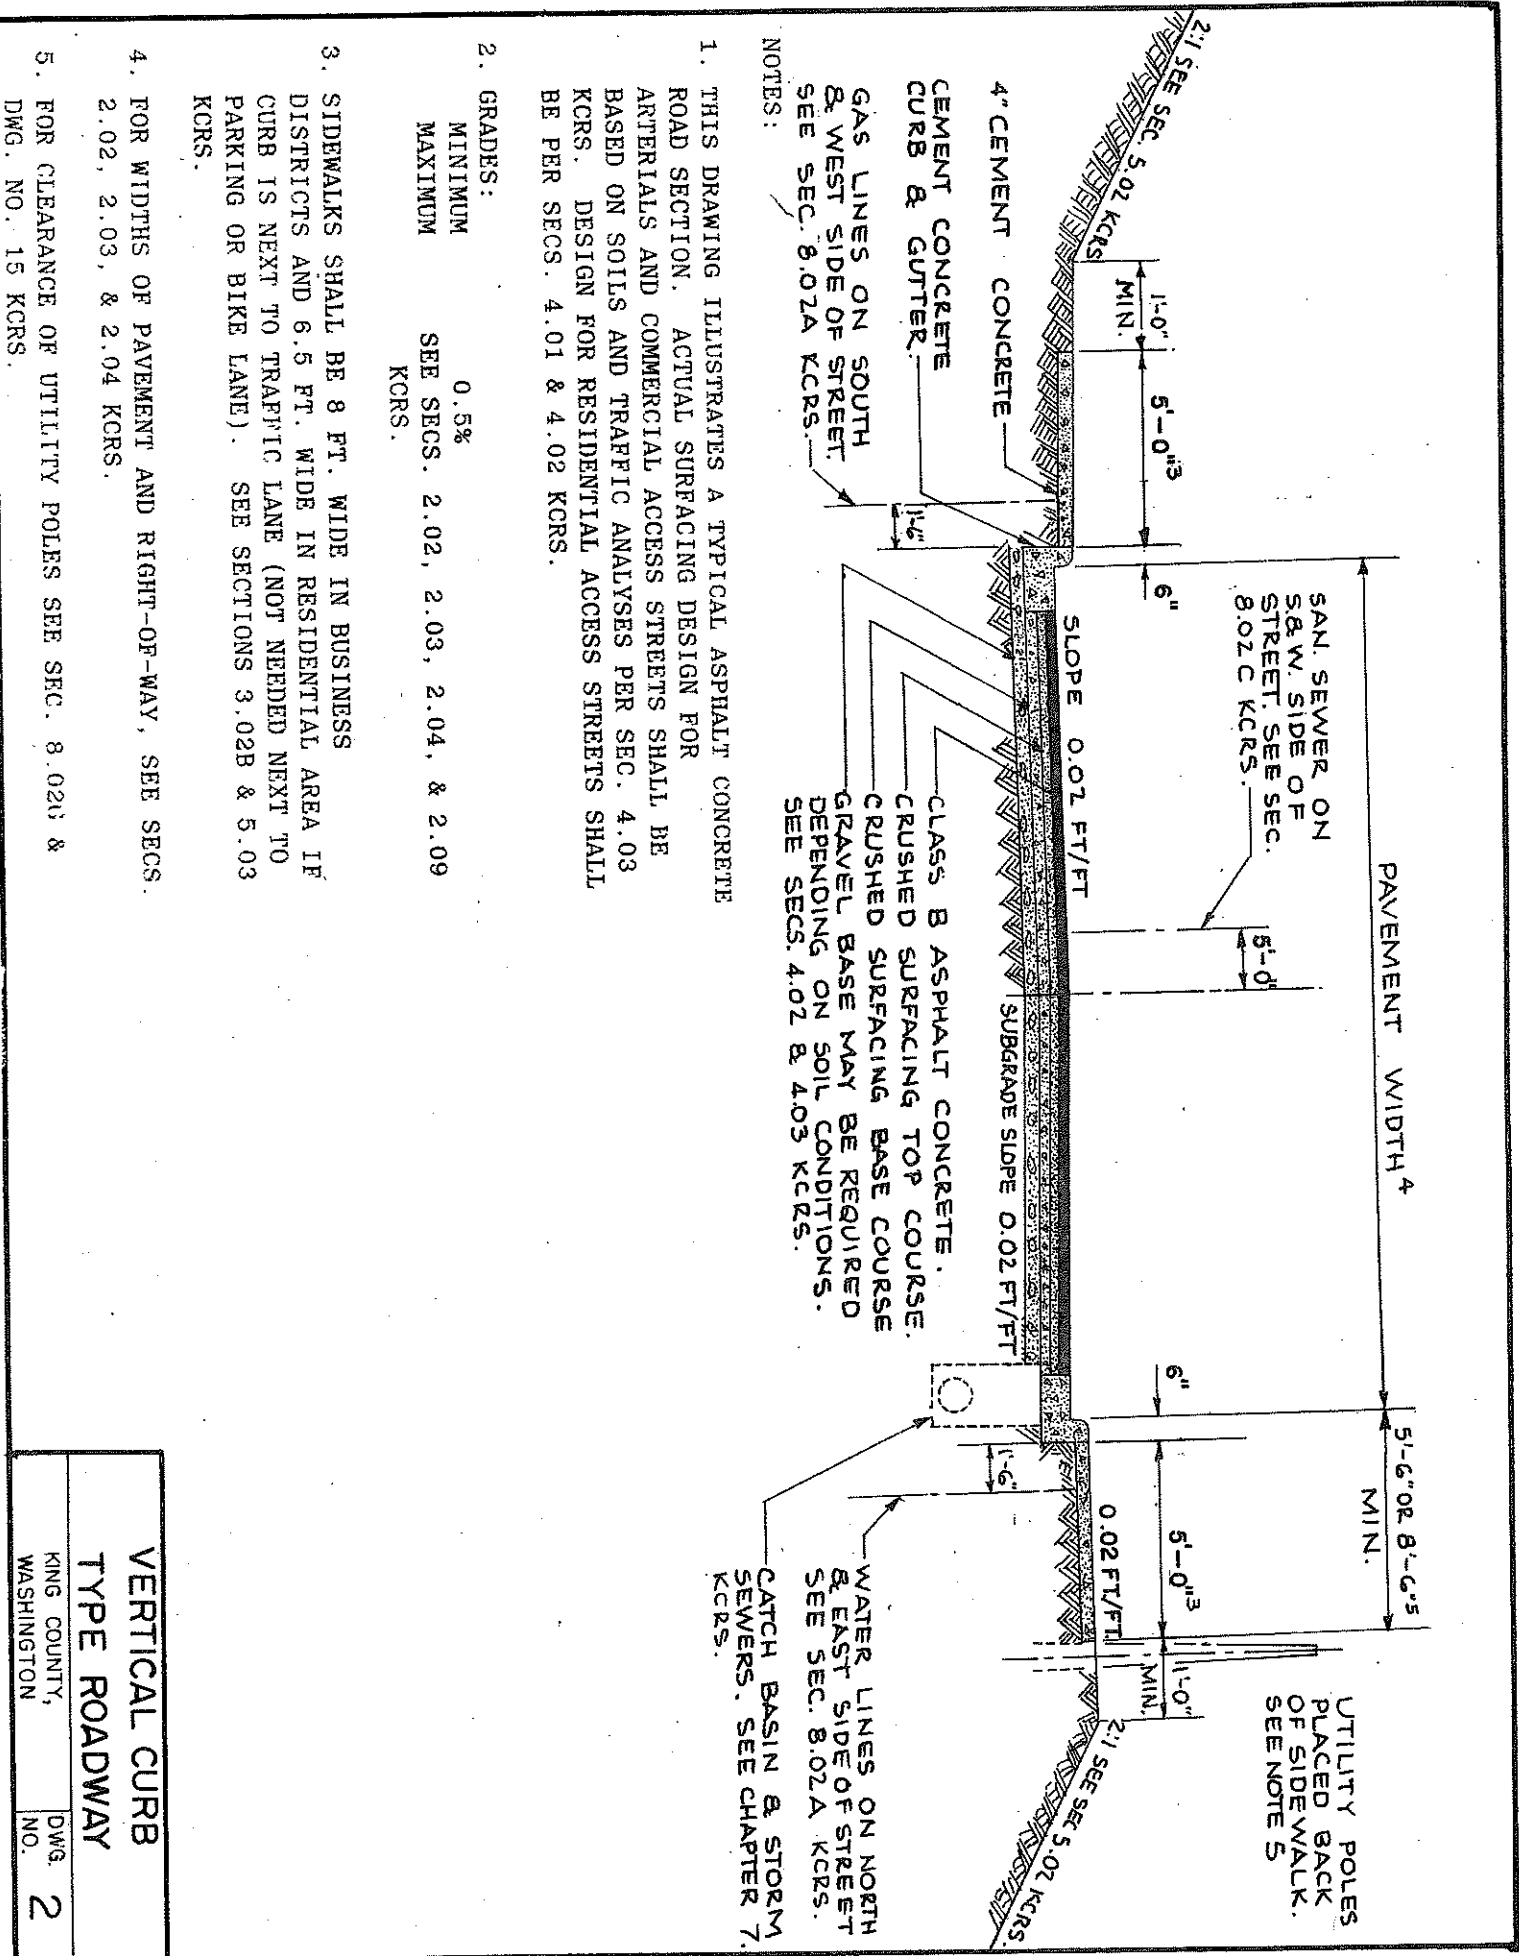 PAVEMENT WIDTH4
5'-6" OR 8'-6"5
MIN.
UTILITY POLES
PLACED BACK
OF SIDEWALK.
SEE NOTE 5
SAN. SEWER ON
S& W. SIDE OF
STREET. SEE SEC.
8.02C KCRS.
5'-0"
2:1 SEE SEC. 5.02 KCRS
1'-0"
MIN.
5'-0"3
6"
SLOPE 0.02 FT/FT
6"
5'-0"3
0.02 FT/FT.
1'-0"
MIN.
2:1 SEE SEC 5.02 KCRS.
4" CEMENT CONCRETE
CEMENT CONCRETE
CURB & GUTTER.
1'-6"
SUBGRADE SLOPE 0.02 FT/FT
1'-6"
GAS LINES ON SOUTH
& WEST SIDE OF STREET.
SEE SEC. 8.02A KCRS.
CLASS B ASPHALT CONCRETE.
CRUSHED SURFACING TOP COURSE.
CRUSHED SURFACING BASE COURSE
GRAVEL BASE MAY BE REQUIRED
DEPENDING ON SOIL CONDITIONS.
SEE SECS. 4.02 & 4.03 KCRS.
WATER LINES ON NORTH
& EAST SIDE OF STREET
SEE SEC. 8.02A KCRS.
CATCH BASIN & STORM
SEWERS. SEE CHAPTER 7.
KCRS.
NOTES:
1. THIS DRAWING ILLUSTRATES A TYPICAL ASPHALT CONCRETE
ROAD SECTION. ACTUAL SURFACING DESIGN FOR
ARTERIALS AND COMMERCIAL ACCESS STREETS SHALL BE
BASED ON SOILS AND TRAFFIC ANALYSES PER SEC. 4.03
KCRS. DESIGN FOR RESIDENTIAL ACCESS STREETS SHALL
BE PER SECS. 4.01 & 4.02 KCRS.
2. GRADES:
MINIMUM 0.5%
MAXIMUM SEE SECS. 2.02, 2.03, 2.04, & 2.09
KCRS.
3. SIDEWALKS SHALL BE 8 FT. WIDE IN BUSINESS
DISTRICTS AND 6.5 FT. WIDE IN RESIDENTIAL AREA IF
CURB IS NEXT TO TRAFFIC LANE (NOT NEEDED NEXT TO
PARKING OR BIKE LANE). SEE SECTIONS 3.02B & 5.03
KCRS.
4. FOR WIDTHS OF PAVEMENT AND RIGHT-OF-WAY, SEE SECS.
2.02, 2.03, & 2.04 KCRS.
5. FOR CLEARANCE OF UTILITY POLES SEE SEC. 8.02G &
DWG. NO. 15 KCRS.
VERTICAL CURB
TYPE ROADWAY
KING COUNTY,
WASHINGTON
DWG.
NO. 2